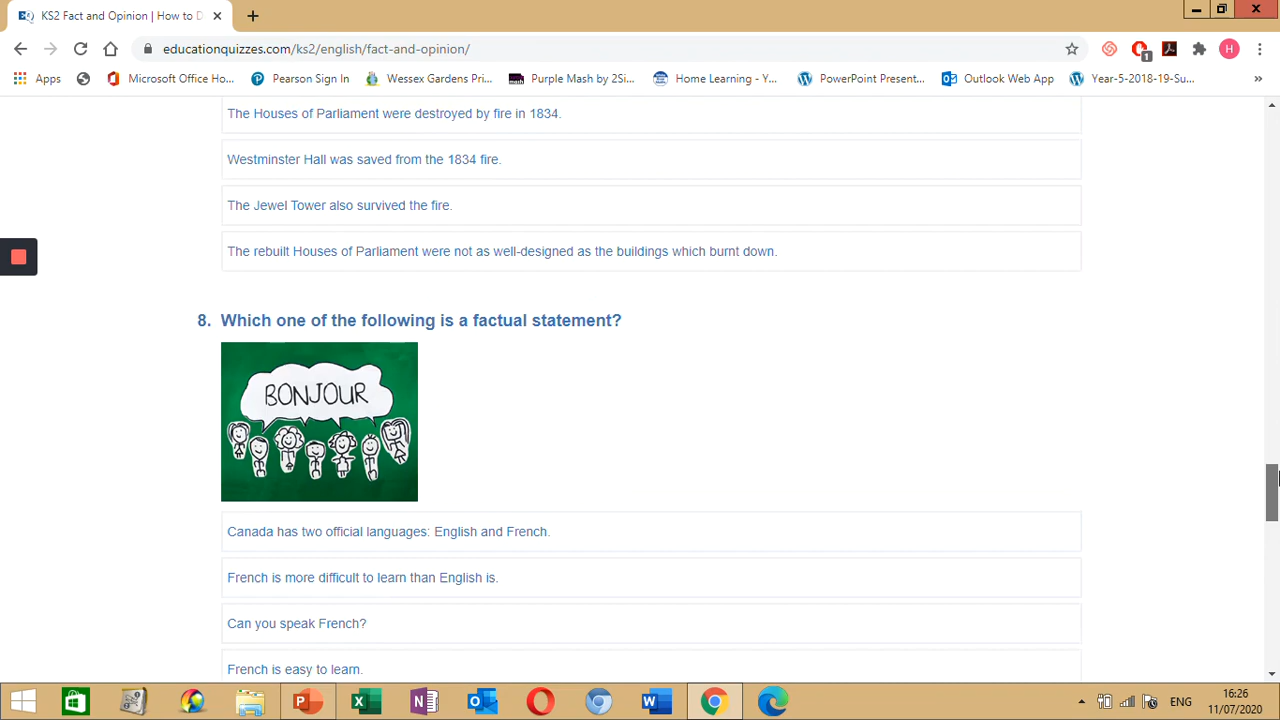 KS2 Fact and Opinion | How to D
educationquizzes.com/ks2/english/fact-and-opinion/
1
H
Apps
Microsoft Office Ho...
Pearson Sign In
Wessex Gardens Pri...
Purple Mash by 2Si...
Home Learning - Y...
PowerPoint Present...
Outlook Web App
Year-5-2018-19-Su...
»
The Houses of Parliament were destroyed by fire in 1834.
Westminster Hall was saved from the 1834 fire.
The Jewel Tower also survived the fire.
The rebuilt Houses of Parliament were not as well-designed as the buildings which burnt down.
8. Which one of the following is a factual statement?
BONJOUR
Canada has two official languages: English and French.
French is more difficult to learn than English is.
Can you speak French?
French is easy to learn.
ENG
16:26
11/07/2020